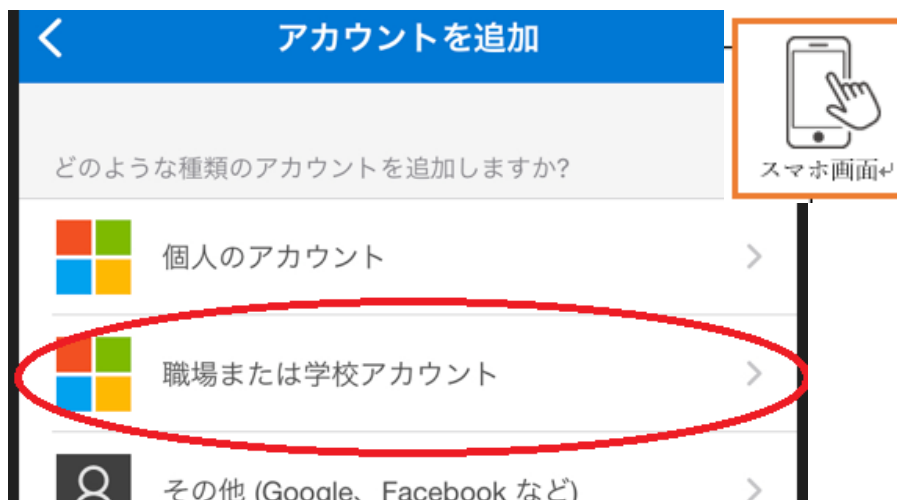 アカウントを追加
スマホ画面↵
どのような種類のアカウントを追加しますか?
個人のアカウント
職場または学校アカウント
その他 (Google、Facebook など)